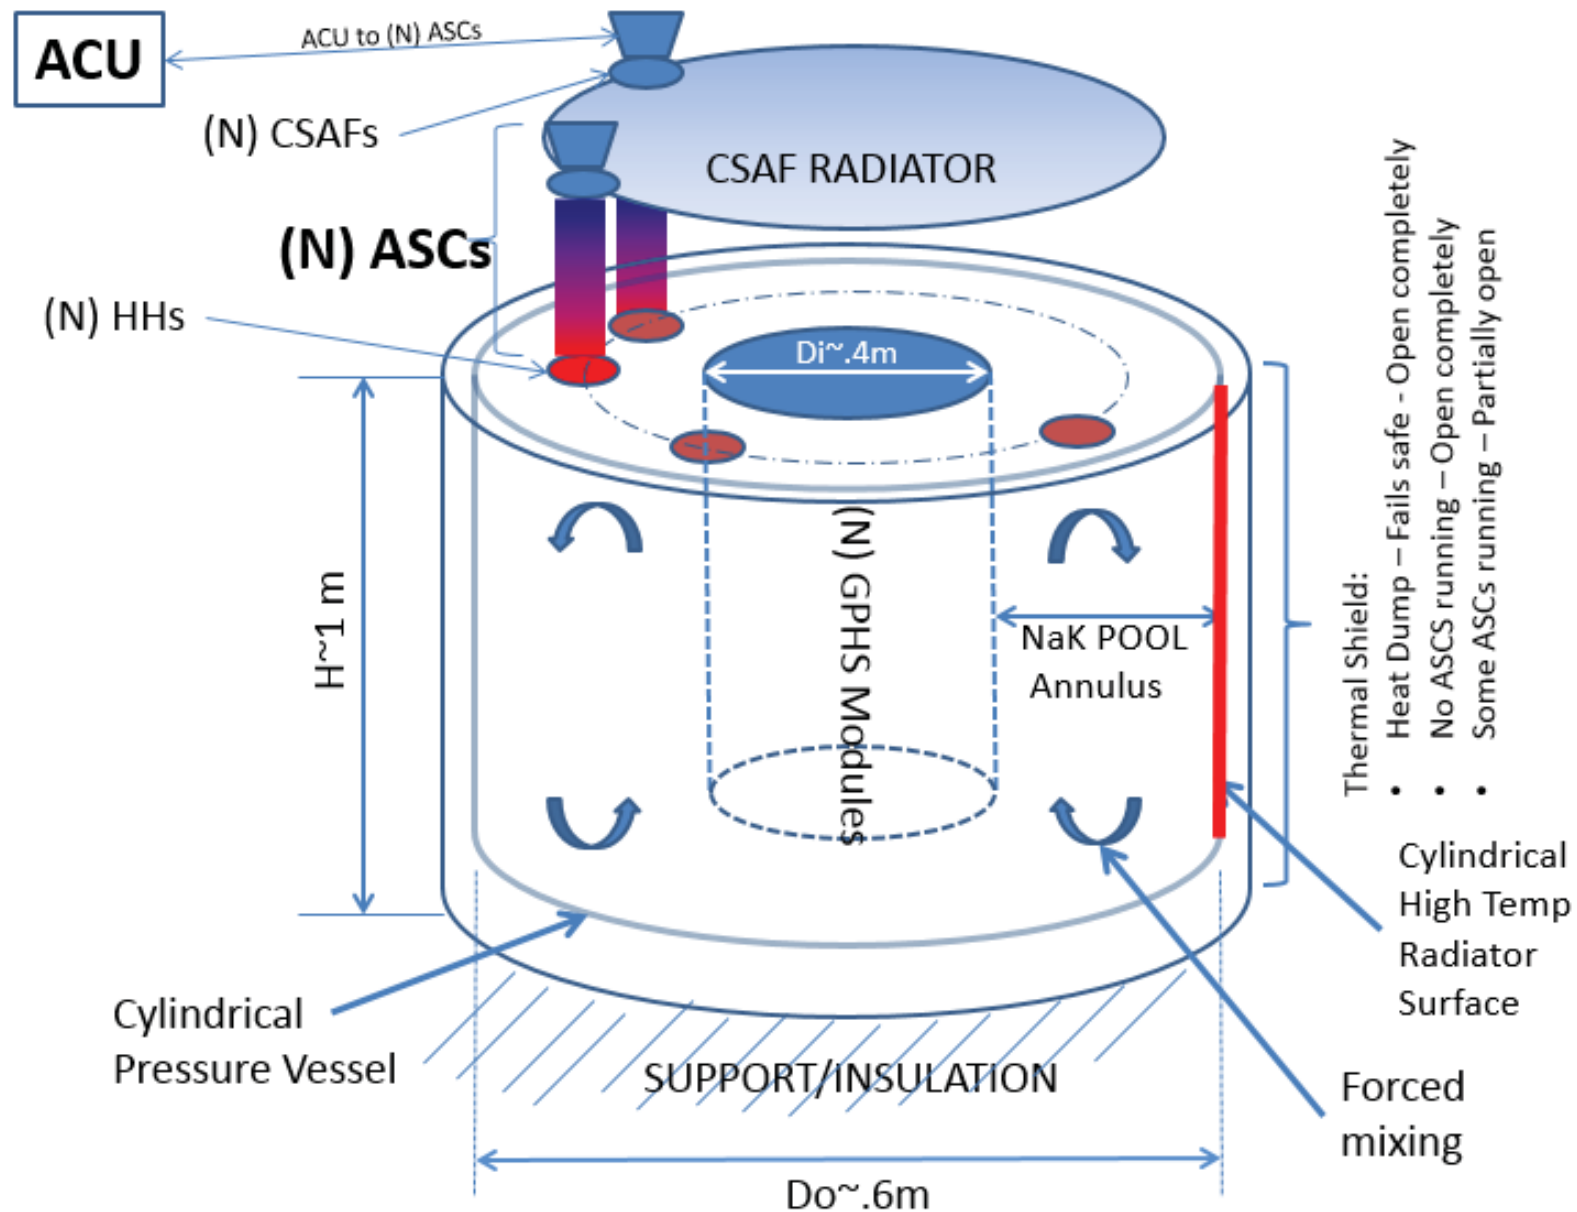 ACU
ACU to (N) ASCs
(N) CSAFs
CSAF RADIATOR
(N) ASCs
(N) HHs
Di~.4m
H~1 m
(N) GPHS Modules
NaK POOL
Annulus
Thermal Shield:
• Heat Dump – Fails safe - Open completely
• No ASCS running –Open completely
• Some ASCs running – Partially open
Cylindrical
High Temp
Radiator
Surface
Cylindrical
Pressure Vessel
SUPPORT/INSULATION
Forced
mixing
Do~.6m